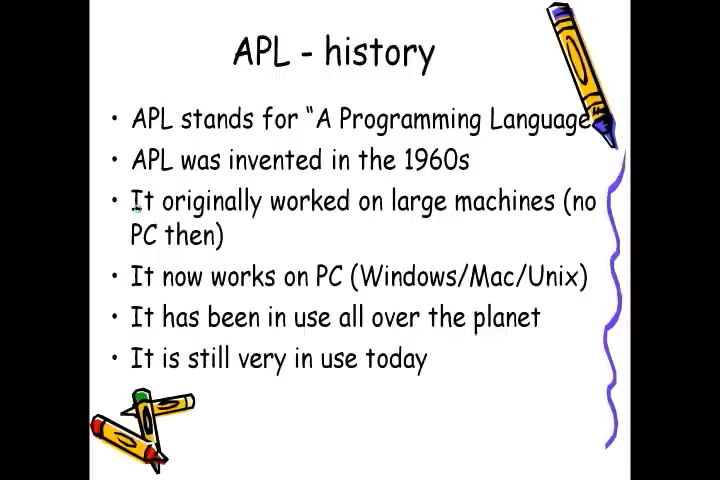 APL - history
• APL stands for “A Programming Language”
• APL was invented in the 1960s
• It originally worked on large machines (no
PC then)
• It now works on PC (Windows/Mac/Unix)
• It has been in use all over the planet
• It is still very in use today